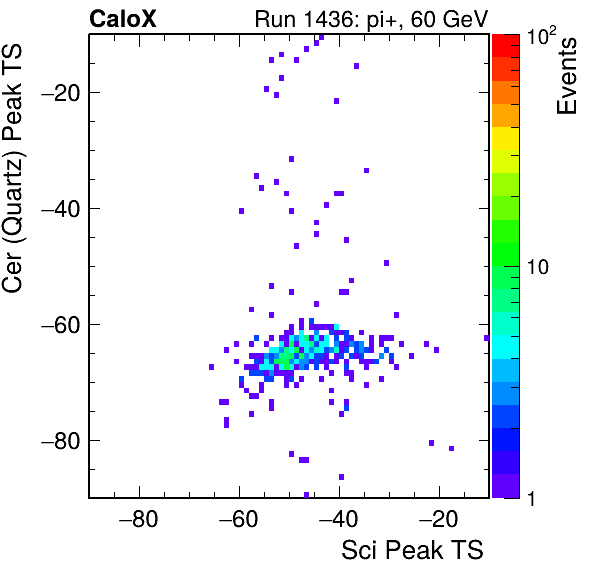 CaloX Run 1436: pi+, 60 GeV
Cer (Quartz) Peak TS
−20
−40
−60
−80
−80 −60 −40 −20
Sci Peak TS
10²
10
1
Events